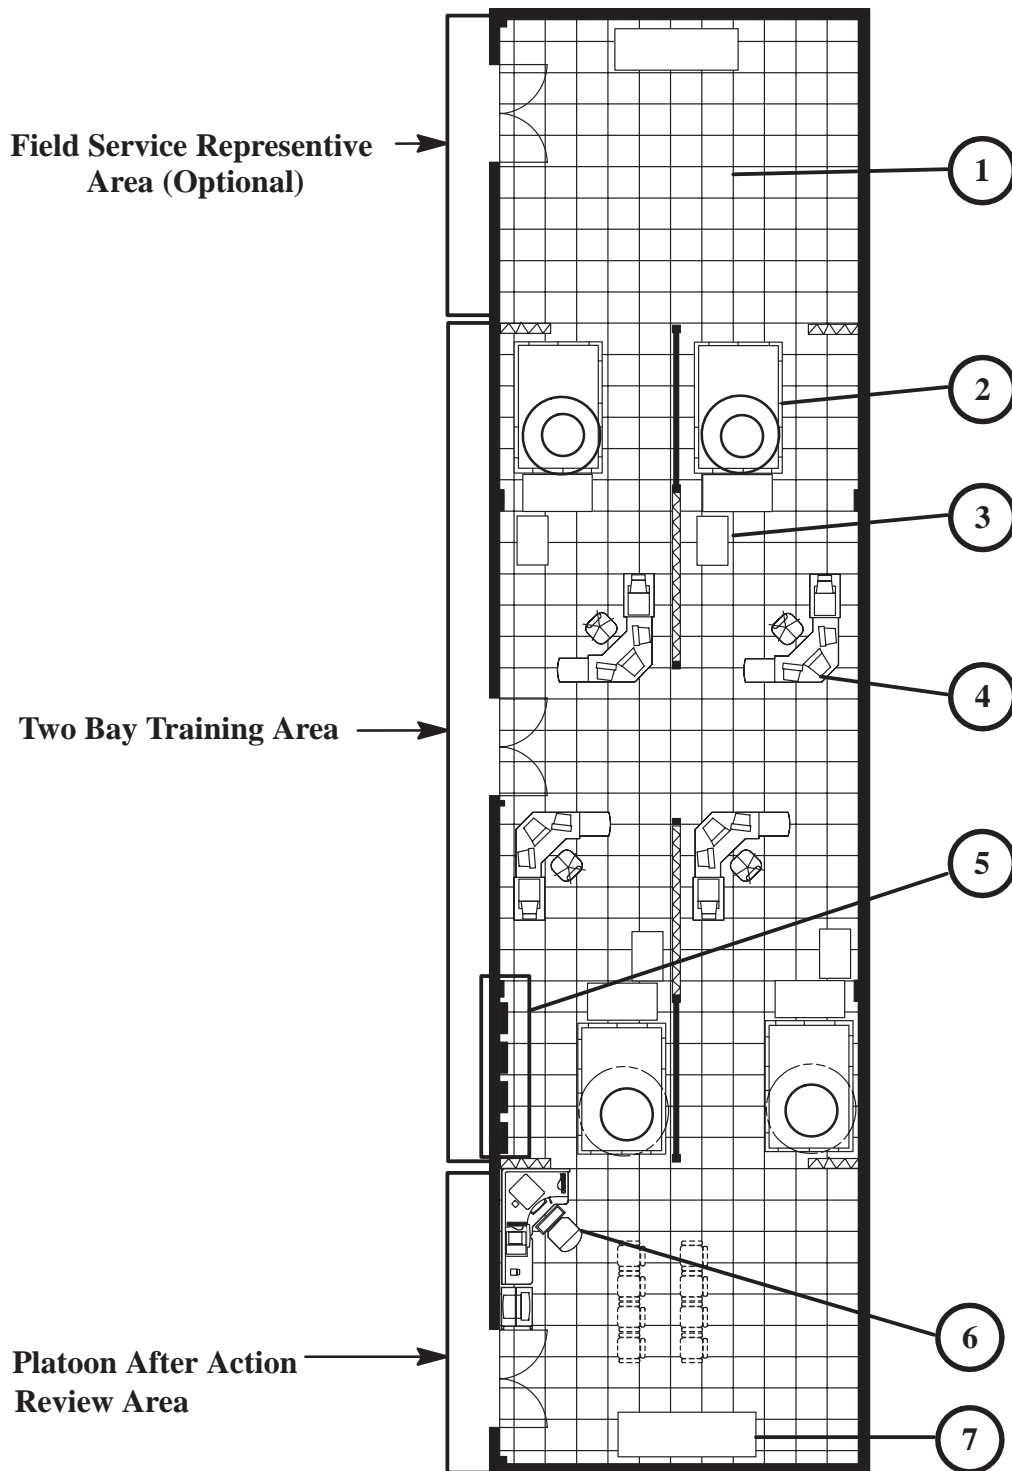 Field Service Representive
Area (Optional)
1
2
3
Two Bay Training Area
4
5
6
Platoon After Action
Review Area
7